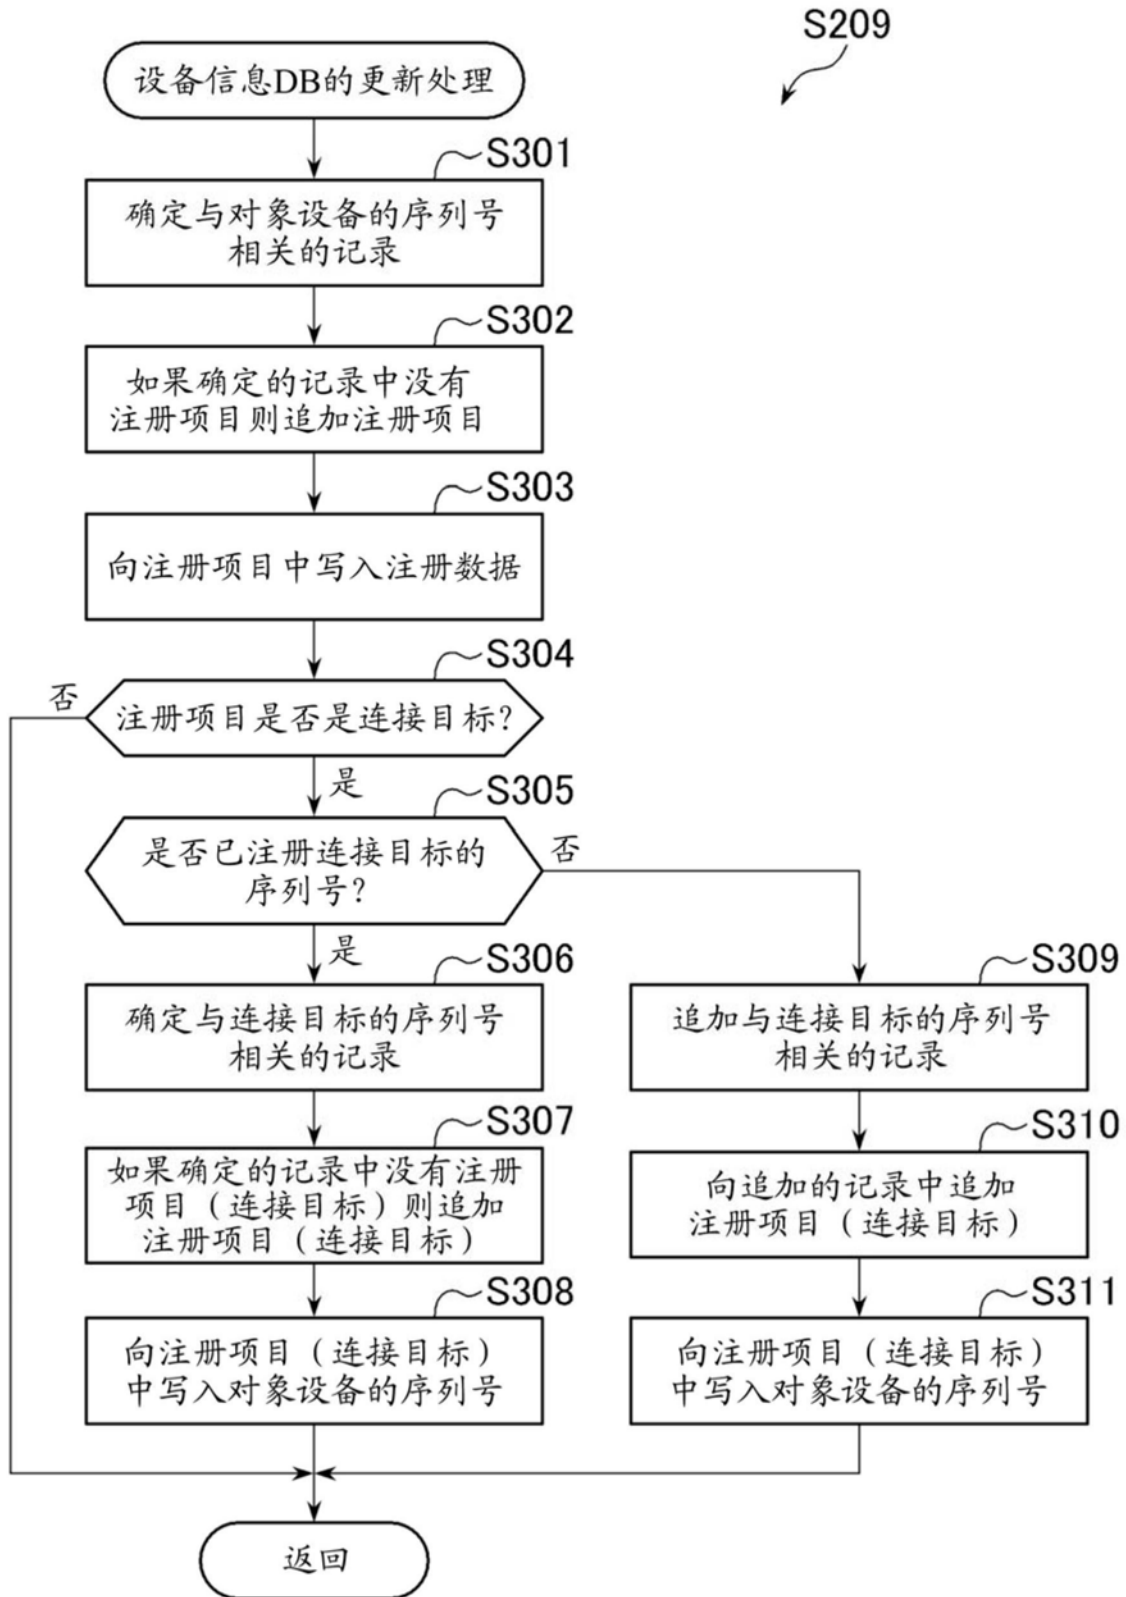 S209
设备信息DB的更新处理
S301
确定与对象设备的序列号
相关的记录
S302
如果确定的记录中没有
注册项目则追加注册项目
S303
向注册项目中写入注册数据
S304
否
注册项目是否是连接目标?
是
S305
是否已注册连接目标的
序列号?
否
是
S306
确定与连接目标的序列号
相关的记录
S309
追加与连接目标的序列号
相关的记录
S307
如果确定的记录中没有注册
项目（连接目标）则追加
注册项目（连接目标）
S310
向追加的记录中追加
注册项目（连接目标）
S308
向注册项目（连接目标）
中写入对象设备的序列号
S311
向注册项目（连接目标）
中写入对象设备的序列号
返回